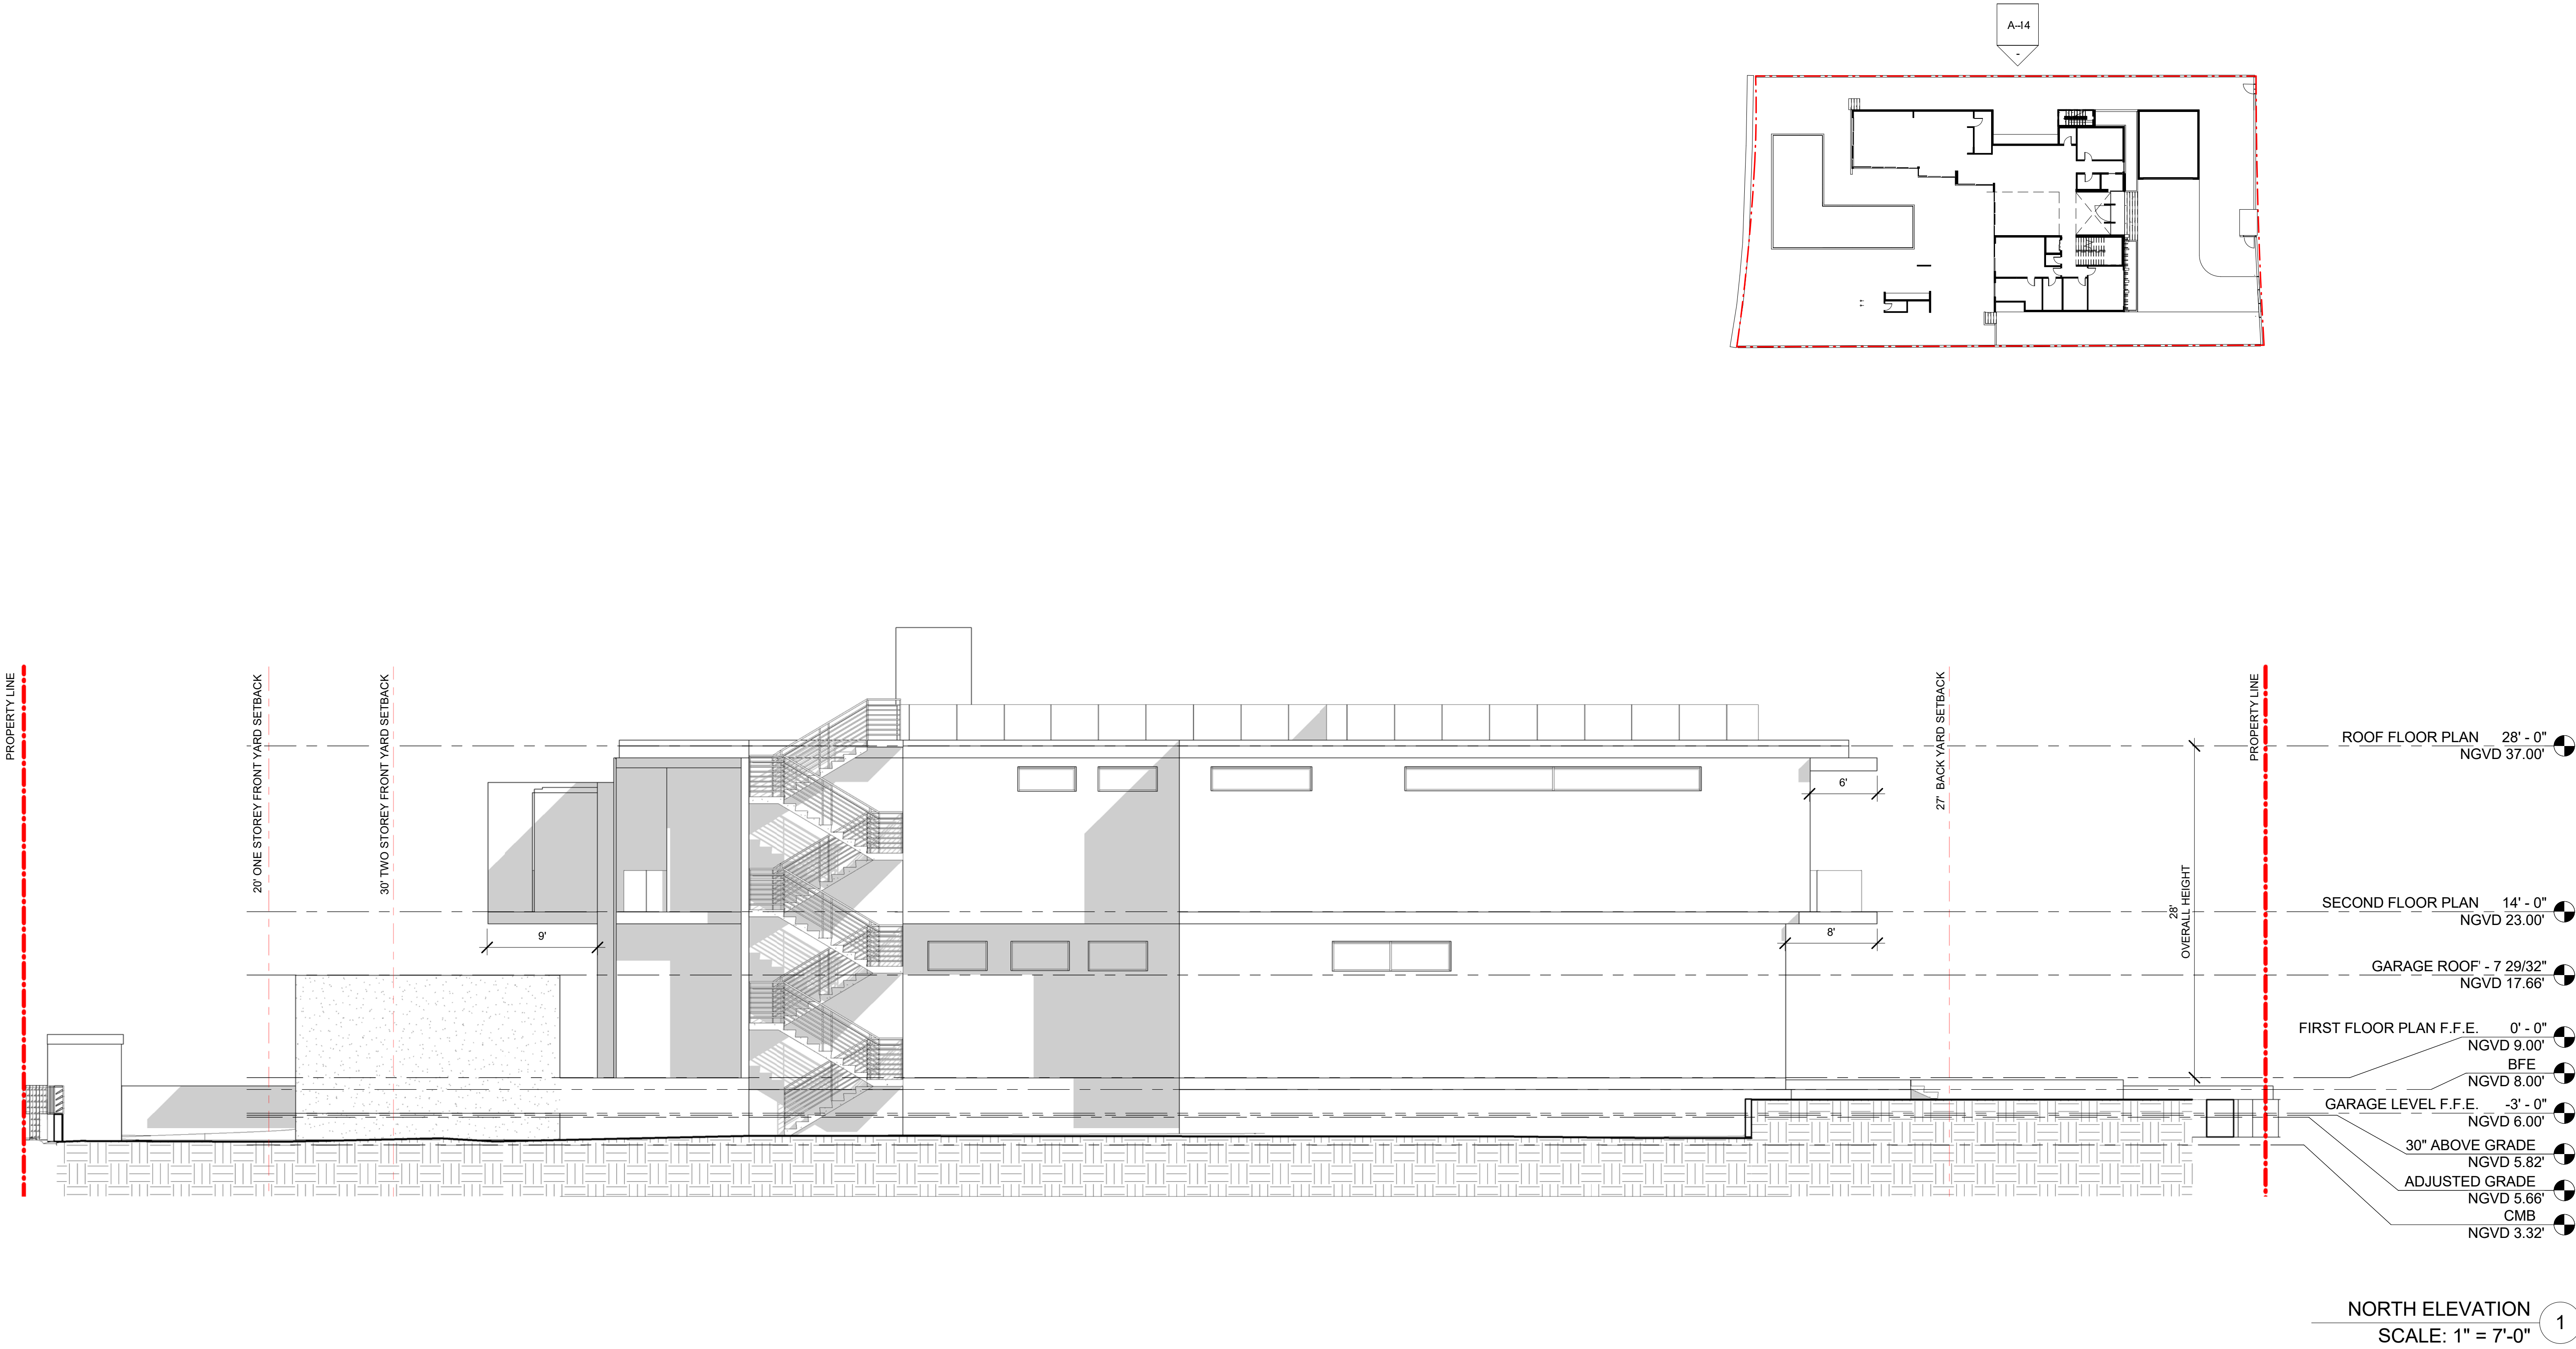 A-14
-
PROPERTY LINE
20' ONE STOREY FRONT YARD SETBACK
30' TWO STOREY FRONT YARD SETBACK
9'
6'
8'
27' BACK YARD SETBACK
28'
OVERALL HEIGHT
PROPERTY LINE
ROOF FLOOR PLAN 28' - 0"
NGVD 37.00'
SECOND FLOOR PLAN 14' - 0"
NGVD 23.00'
GARAGE ROOF' - 7 29/32"
NGVD 17.66'
FIRST FLOOR PLAN F.F.E. 0' - 0"
NGVD 9.00'
BFE
NGVD 8.00'
GARAGE LEVEL F.F.E. -3' - 0"
NGVD 6.00'
30" ABOVE GRADE
NGVD 5.82'
ADJUSTED GRADE
NGVD 5.66'
CMB
NGVD 3.32'
NORTH ELEVATION
1
SCALE: 1" = 7'-0"